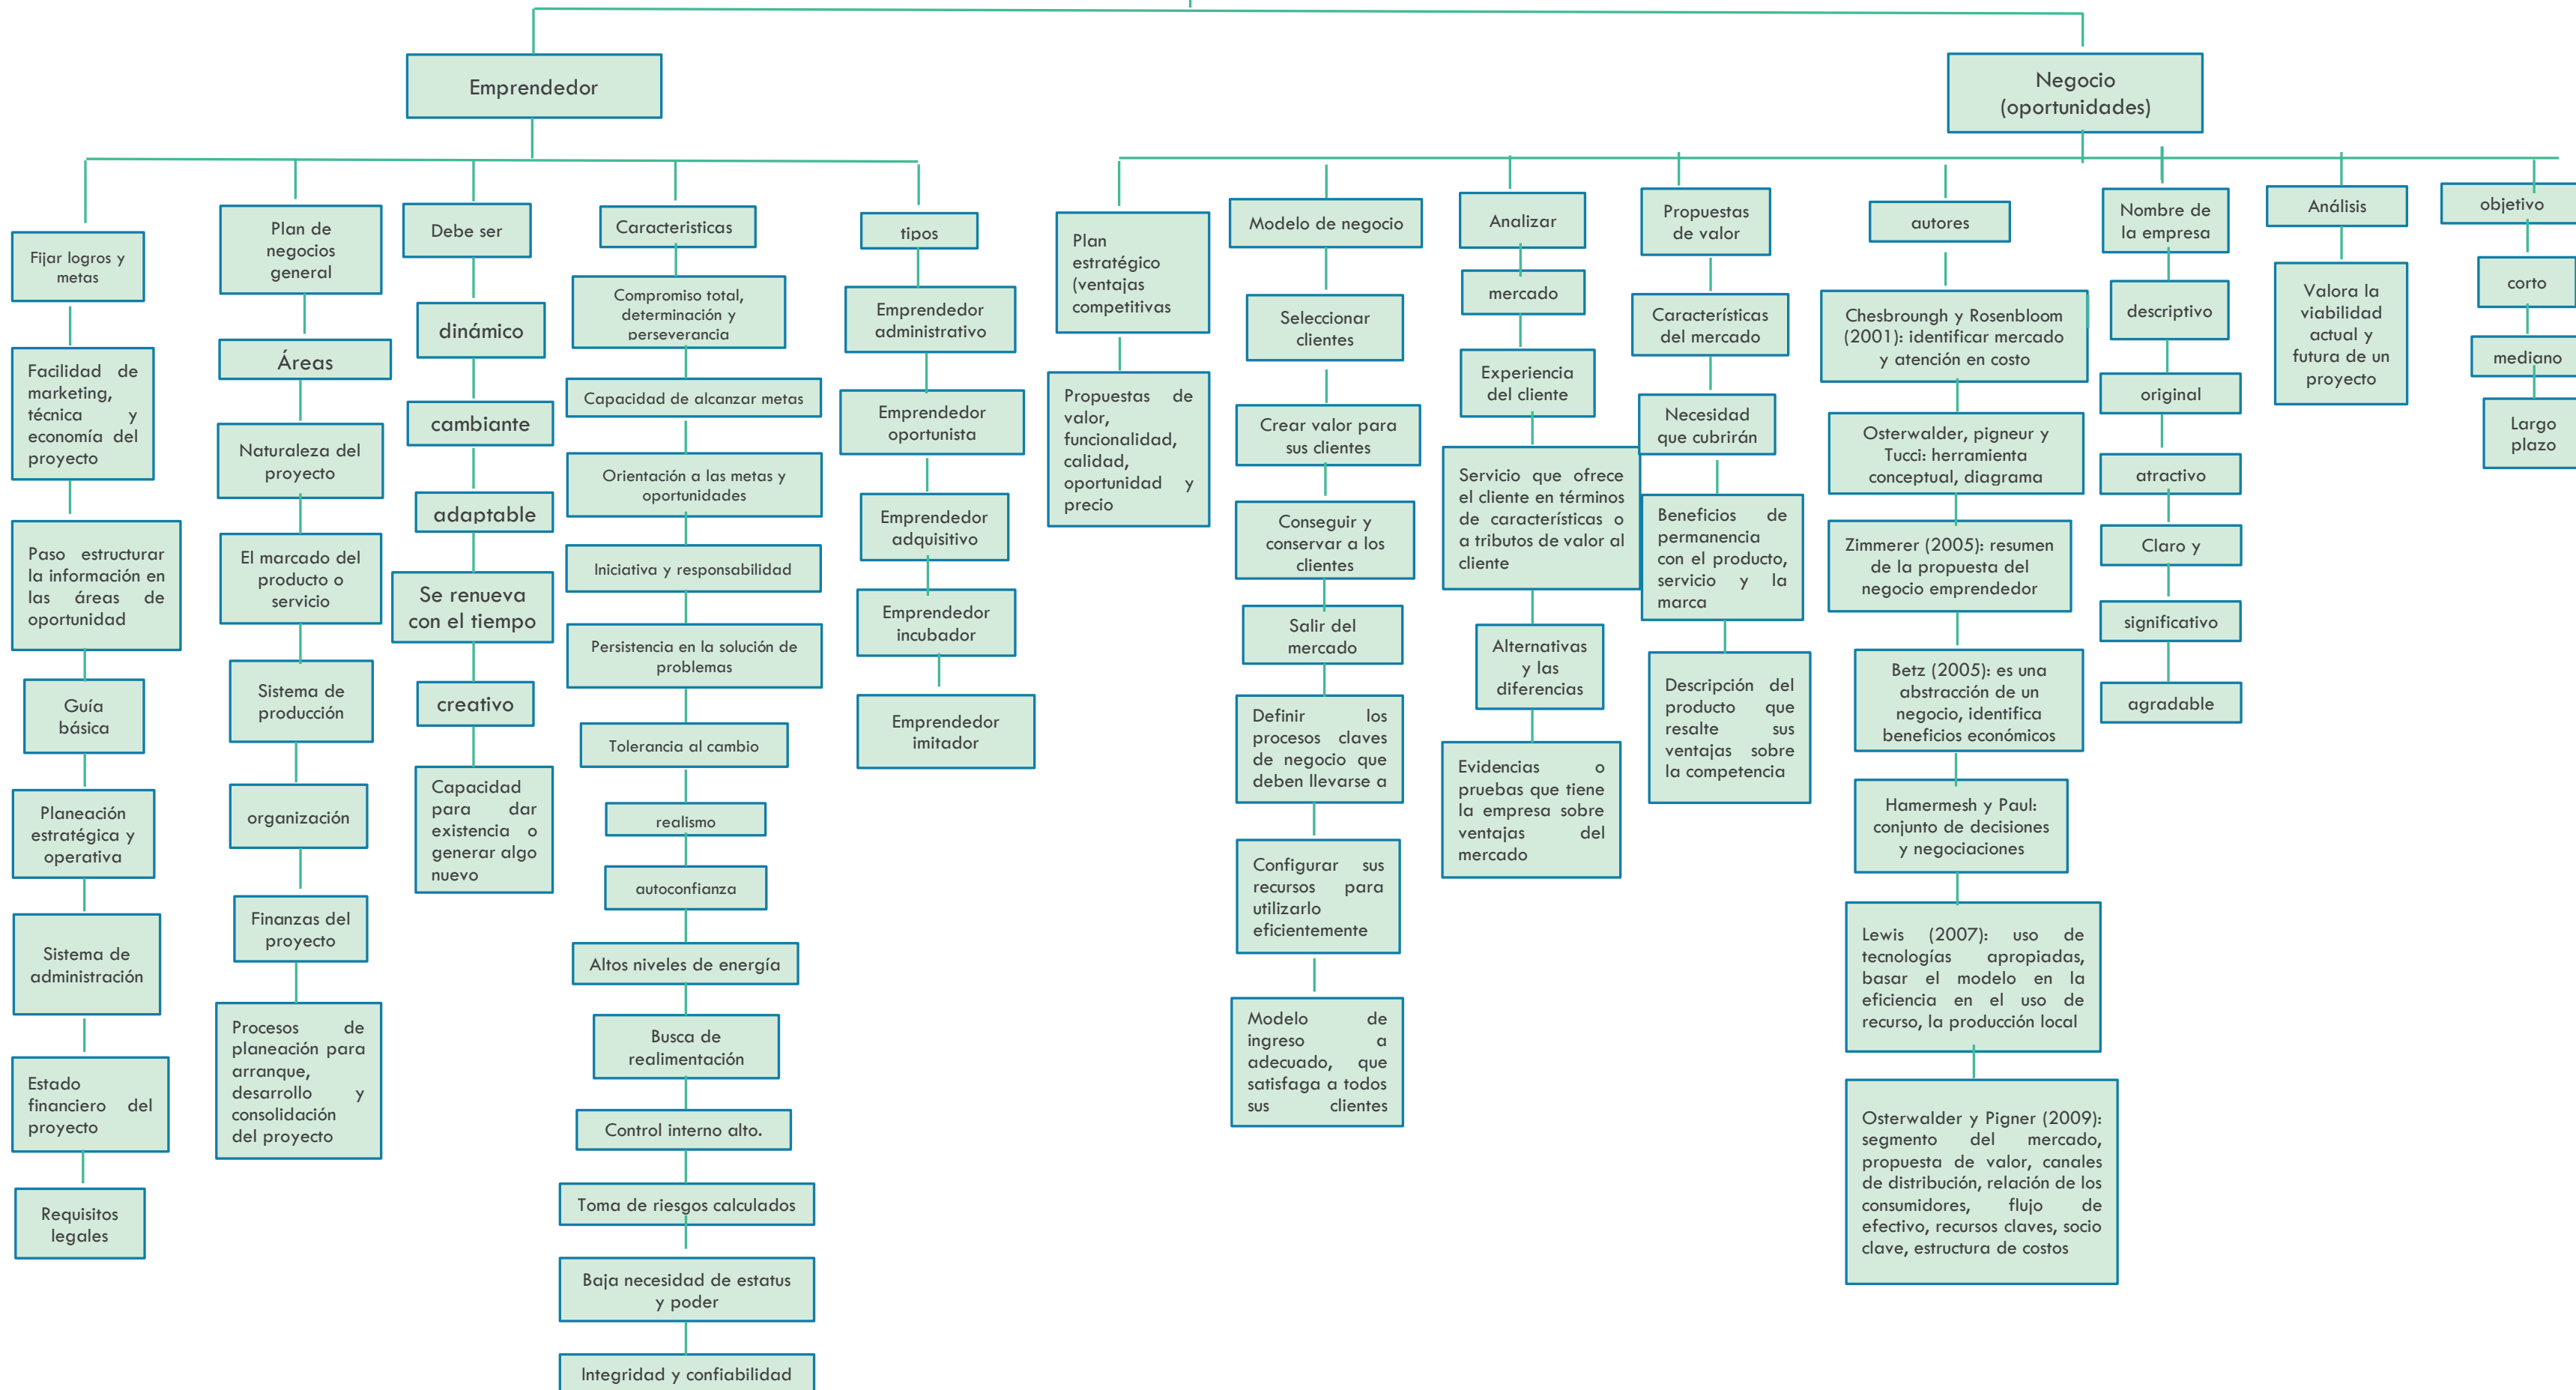 Emprendedor
Negocio
(oportunidades)
Fijar logros y
metas
Facilidad de
marketing,
técnica y
economía del
proyecto
Paso estructurar
la información en
las áreas de
oportunidad
Guía
básica
Planeación
estratégica y
operativa
Sistema de
administración
Estado
financiero del
proyecto
Requisitos
legales
Plan de
negocios
general
Áreas
Naturaleza del
proyecto
El marcado del
producto o
servicio
Sistema de
producción
organización
Finanzas del
proyecto
Procesos de
planeación para
arranque,
desarrollo y
consolidación
del proyecto
Debe ser
dinámico
cambiante
adaptable
Se renueva
con el tiempo
creativo
Capacidad
para dar
existencia o
generar algo
nuevo
Caracteristicas
Compromiso total,
determinación y
perseverancia
Capacidad de alcanzar metas
Orientación a las metas y
oportunidades
Iniciativa y responsabilidad
Persistencia en la solución de
problemas
Tolerancia al cambio
realismo
autoconfianza
Altos niveles de energía
Busca de
realimentación
Control interno alto.
Toma de riesgos calculados
Baja necesidad de estatus
y poder
Integridad y confiabilidad
tipos
Emprendedor
administrativo
Emprendedor
oportunista
Emprendedor
adquisitivo
Emprendedor
incubador
Emprendedor
imitador
Plan
estratégico
(ventajas
competitivas
Propuestas de
valor,
funcionalidad,
calidad,
oportunidad y
precio
Modelo de negocio
Seleccionar
clientes
Crear valor para
sus clientes
Conseguir y
conservar a los
clientes
Salir del
mercado
Definir los
procesos claves
de negocio que
deben llevarse a
Configurar sus
recursos para
utilizarlo
eficientemente
Modelo de
ingreso a
adecuado, que
satisfaga a todos
sus clientes
Analizar
mercado
Experiencia
del cliente
Servicio que ofrece
el cliente en términos
de características o
a tributos de valor al
cliente
Alternativas
y las
diferencias
Evidencias o
pruebas que tiene
la empresa sobre
ventajas del
mercado
Propuestas
de valor
Características
del mercado
Necesidad
que cubrirán
Beneficios de
permanencia
con el producto,
servicio y la
marca
Descripción del
producto que
resalte sus
ventajas sobre
la competencia
autores
Chesbroungh y Rosenbloom
(2001): identificar mercado
y atención en costo
Osterwalder, pigneur y
Tucci: herramienta
conceptual, diagrama
Zimmerer (2005): resumen
de la propuesta del
negocio emprendedor
Betz (2005): es una
abstracción de un
negocio, identifica
beneficios económicos
Hamermesh y Paul:
conjunto de decisiones
y negociaciones
Lewis (2007): uso de
tecnologías apropiadas,
basar el modelo en la
eficiencia en el uso de
recurso, la producción local
Osterwalder y Pigner (2009):
segmento del mercado,
propuesta de valor, canales
de distribución, relación de los
consumidores, flujo de
efectivo, recursos claves, socio
clave, estructura de costos
Nombre de
la empresa
descriptivo
original
atractivo
Claro y
significativo
agradable
Análisis
Valora la
viabilidad
actual y
futura de un
proyecto
objetivo
corto
mediano
Largo
plazo